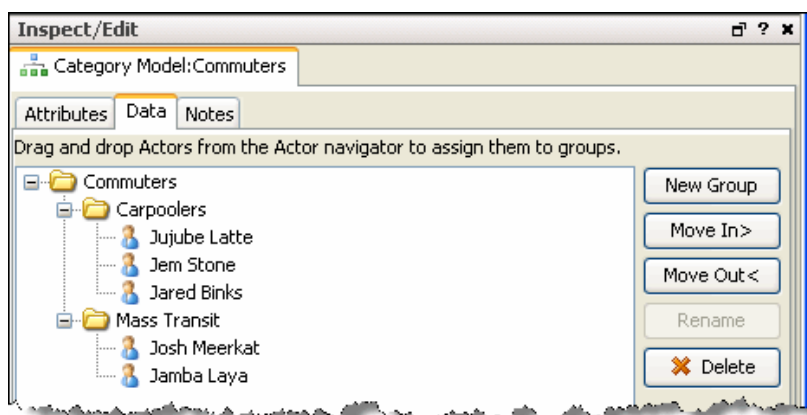 Inspect/Edit
Category Model:Commuters
Attributes Data Notes
Drag and drop Actors from the Actor navigator to assign them to groups.
Commuters
Carpoolers
Jujube Latte
Jem Stone
Jared Binks
Mass Transit
Josh Meerkat
Jamba Laya
New Group
Move In>
Move Out<
Rename
Delete